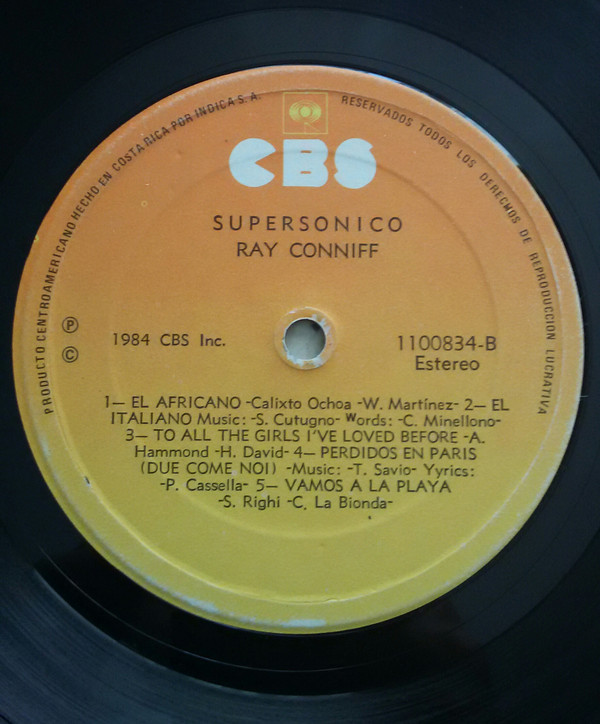 PRODUCTO CENTROAMERICANO HECHO EN COSTA RICA POR INDICA S. A.
RESERVADOS TODOS LOS DERECHOS DE REPRODUCCION LUCRATIVA
CBS
SUPERSONICO
RAY CONNIFF
Ⓟ
© 1984 CBS Inc.
1100834-B
Estereo
1— EL AFRICANO -Calixto Ochoa -W. Martínez- 2— EL
ITALIANO Music: -S. Cutugno- Words: -C. Minellono-
3— TO ALL THE GIRLS I'VE LOVED BEFORE -A.
Hammond -H. David- 4— PERDIDOS EN PARIS
(DUE COME NOI) -Music: -T. Savio- Yyrics:
-P. Cassella- 5— VAMOS A LA PLAYA
-S. Righi -C, La Bionda-